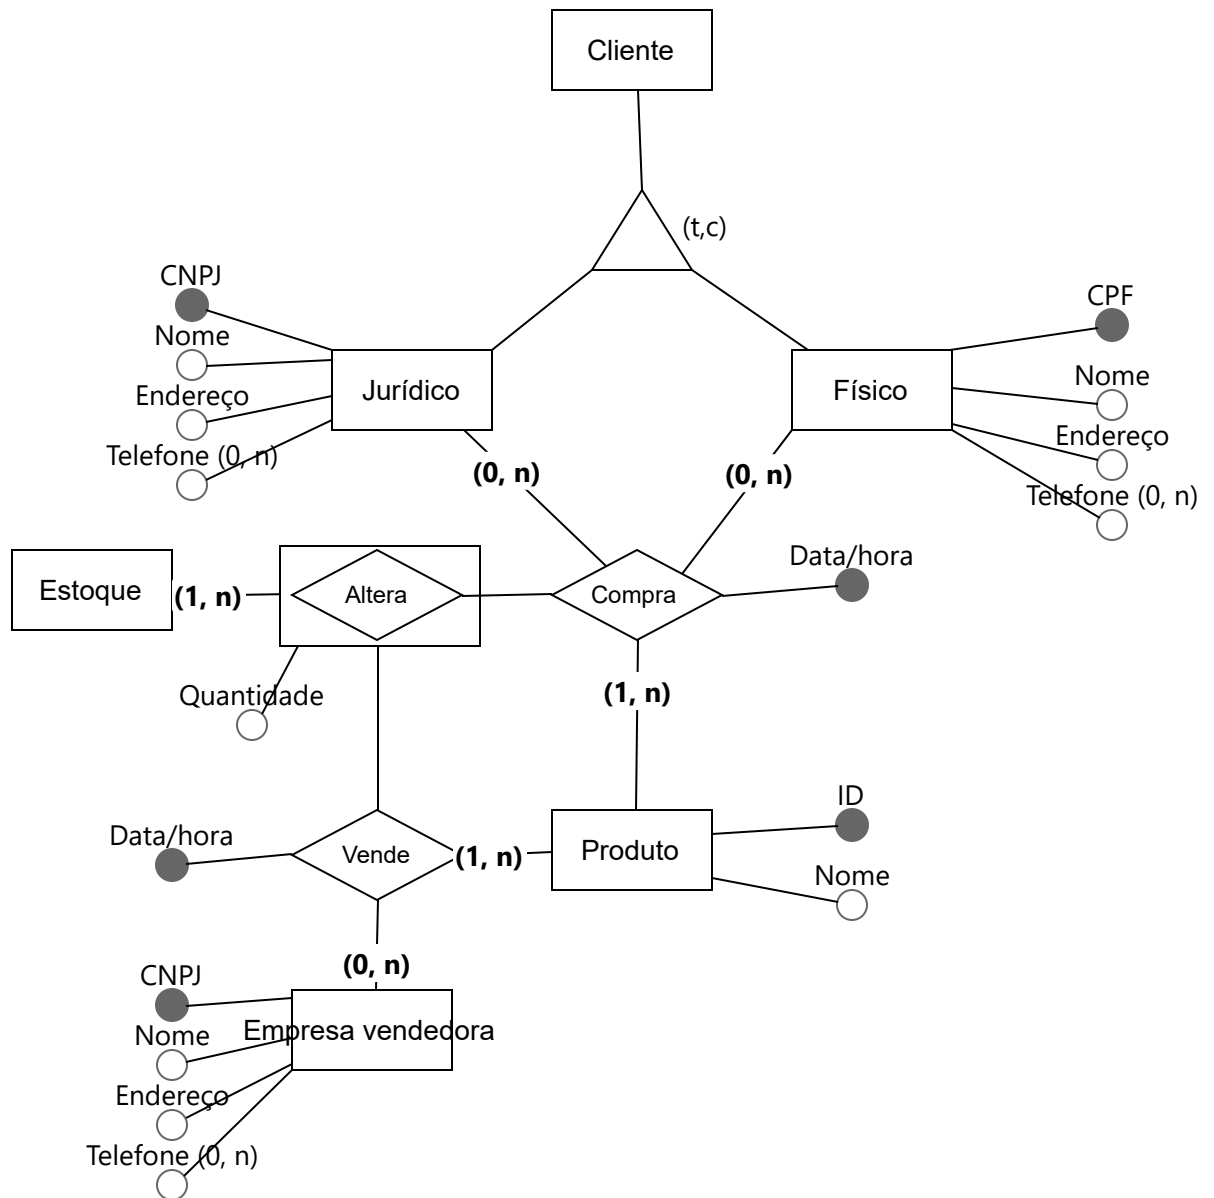 Cliente
(t,c)
CNPJ
CPF
Nome
Nome
Endereço
Jurídico
Físico
Endereço
Telefone (0, n)
(0, n)
(0, n)
Telefone (0, n)
Data/hora
Estoque
(1, n)
Altera
Compra
Quantidade
(1, n)
ID
Data/hora
Vende
(1, n)
Produto
Nome
(0, n)
CNPJ
Nome
Empresa vendedora
Endereço
Telefone (0, n)